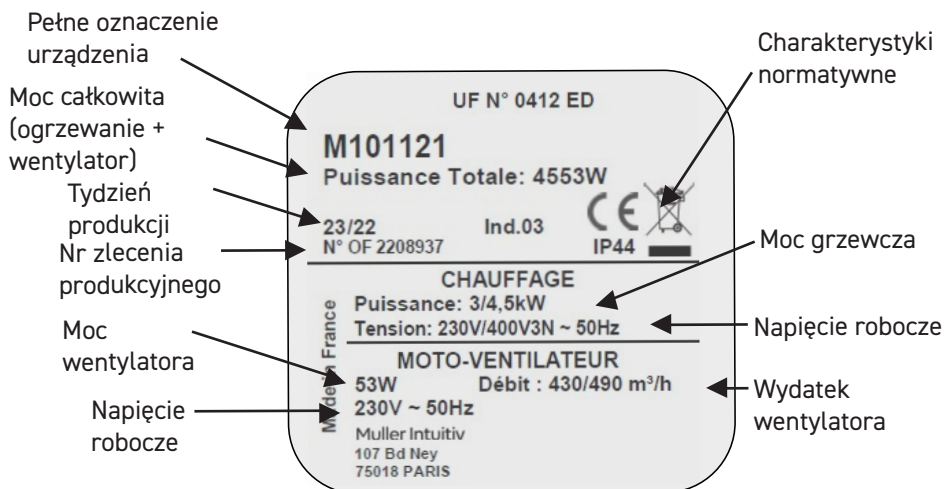 Pełne oznaczenie
urządzenia
Moc całkowita
(ogrzewanie +
wentylator)
Tydzień
produkcji
Nr zlecenia
produkcyjnego
Moc
wentylatora
Napięcie
robocze
UF N° 0412 ED
M101121
Puissance Totale: 4553W
23/22 Ind.03
N° OF 2208937 IP44
CE
CHAUFFAGE
Puissance: 3/4,5kW
Tension: 230V/400V3N ~ 50Hz
MOTO-VENTILATEUR
53W Débit : 430/490 m³/h
230V ~ 50Hz
Muller Intuitiv
107 Bd Ney
75018 PARIS
Made in France
Charakterystyki
normatywne
Moc grzewcza
Napięcie robocze
Wydatek
wentylatora